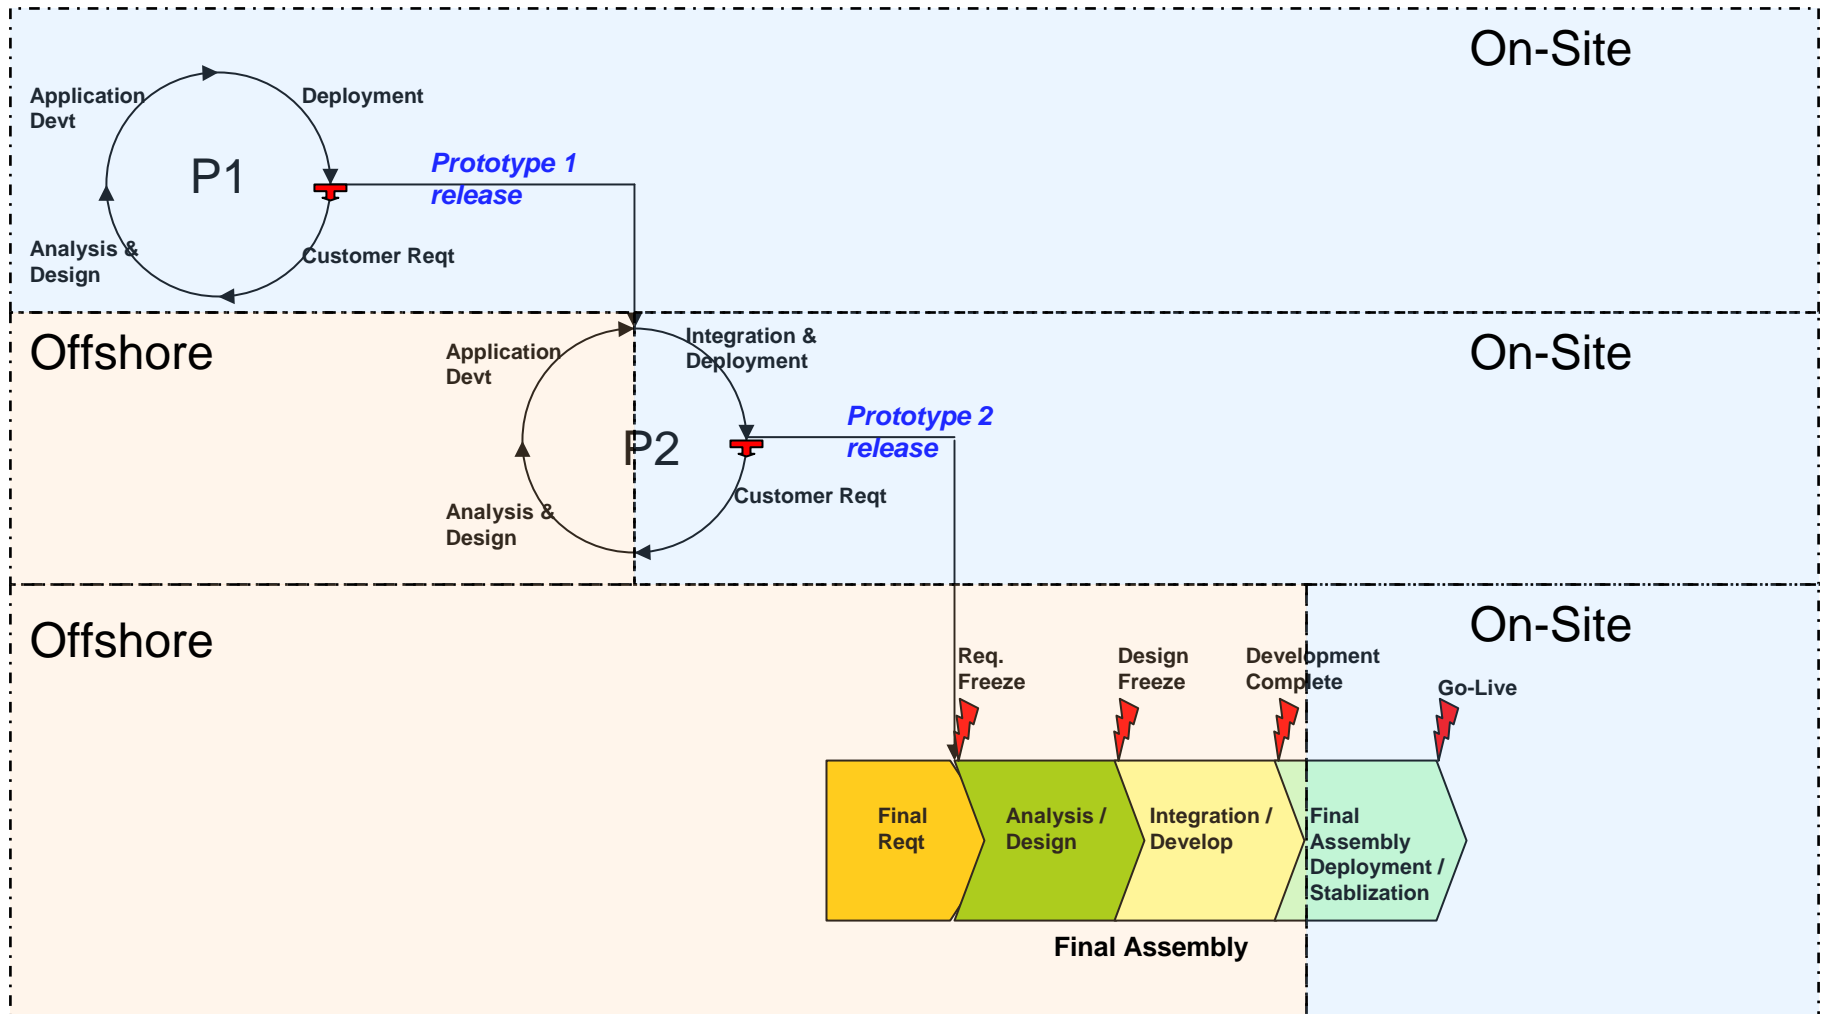 On-Site
Application
Devt
Deployment
P1
Prototype 1
release
Analysis &
Design
Customer Reqt
Offshore
On-Site
Application
Devt
Integration &
Deployment
P2
Prototype 2
release
Analysis &
Design
Customer Reqt
Offshore
On-Site
Req.
Freeze
Design
Freeze
Development
Complete
Go-Live
Final
Reqt
Analysis /
Design
Integration /
Develop
Final
Assembly
Deployment /
Stablization
Final Assembly